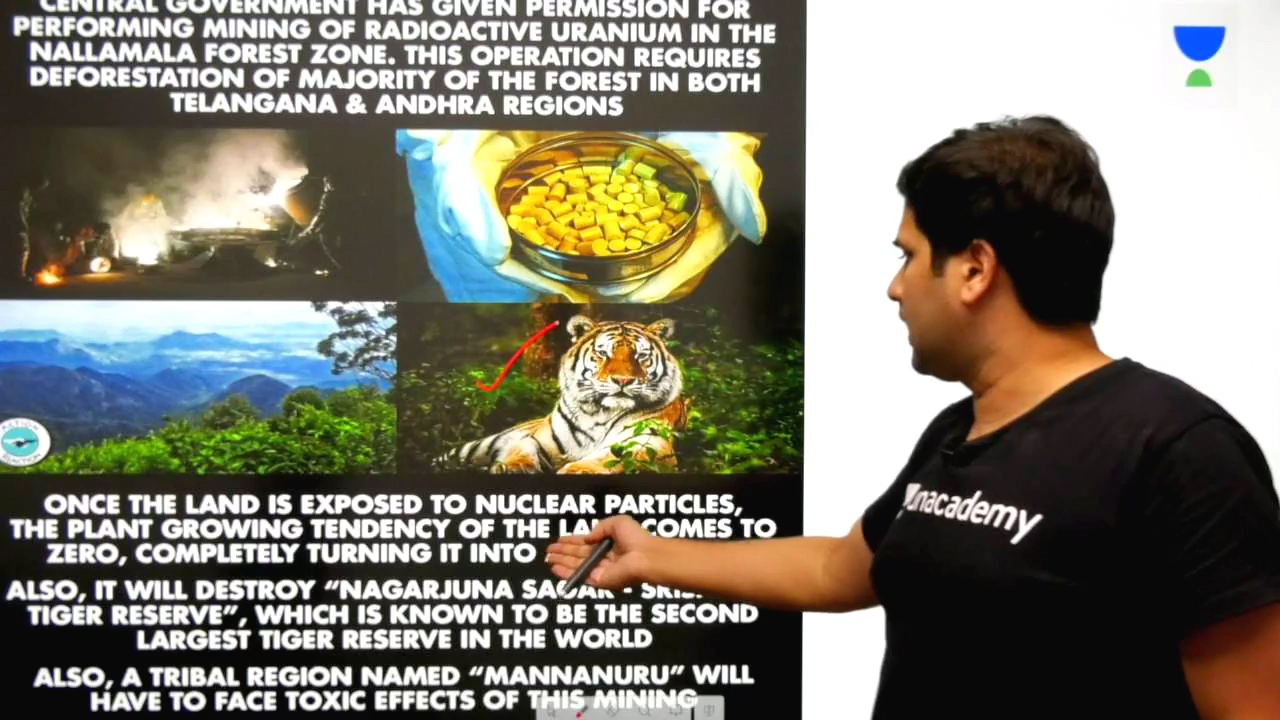 CENTRAL GOVERNMENT HAS GIVEN PERMISSION FOR
PERFORMING MINING OF RADIOACTIVE URANIUM IN THE
NALLAMALA FOREST ZONE. THIS OPERATION REQUIRES
DEFORESTATION OF MAJORITY OF THE FOREST IN BOTH
TELANGANA & ANDHRA REGIONS
ACTION
ONCE THE LAND IS EXPOSED TO NUCLEAR PARTICLES,
THE PLANT GROWING TENDENCY OF THE COMES TO
ZERO, COMPLETELY TURNING IT INTO
ALSO, IT WILL DESTROY “NAGARJUNA SAGAR -
TIGER RESERVE”, WHICH IS KNOWN TO BE THE SECOND
LARGEST TIGER RESERVE IN THE WORLD
ALSO, A TRIBAL REGION NAMED “MANNANURU” WILL
HAVE TO FACE TOXIC EFFECTS OF THIS MINING
unacademy